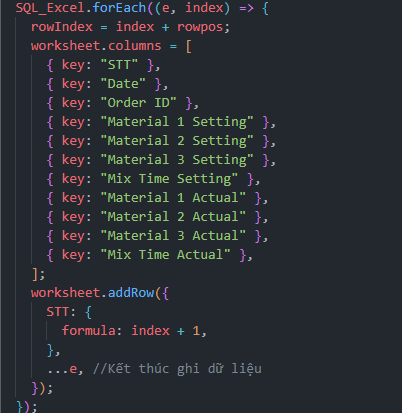 SQL_Excel.forEach((e, index) => {
rowIndex = index + rowpos;
worksheet.columns = [
{ key: "STT" },
{ key: "Date" },
{ key: "Order ID" },
{ key: "Material 1 Setting" },
{ key: "Material 2 Setting" },
{ key: "Material 3 Setting" },
{ key: "Mix Time Setting" },
{ key: "Material 1 Actual" },
{ key: "Material 2 Actual" },
{ key: "Material 3 Actual" },
{ key: "Mix Time Actual" },
];
worksheet.addRow({
STT: {
formula: index + 1,
},
...e, //Kết thúc ghi dữ liệu
});
});